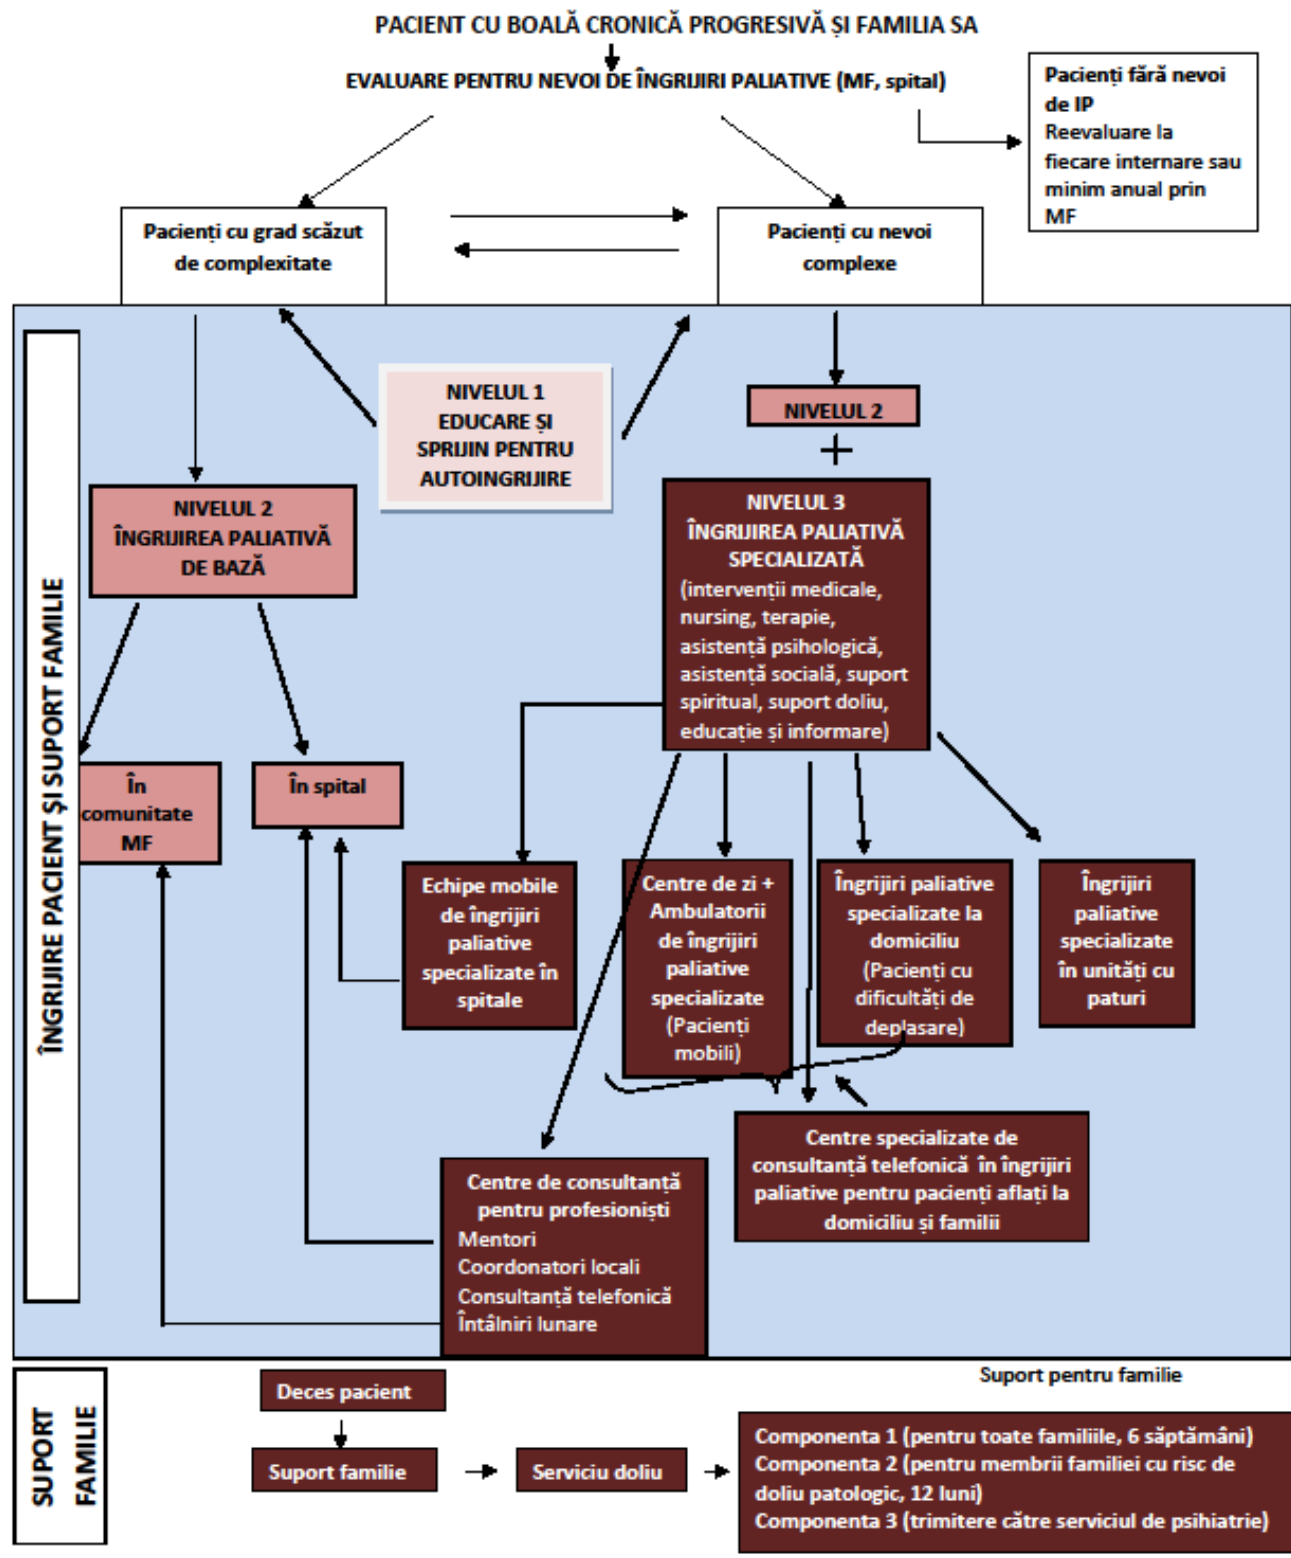 PACIENT CU BOALĂ CRONICĂ PROGRESIVĂ ȘI FAMILIA SA
EVALUARE PENTRU NEVOI DE ÎNGRIJIRI PALIATIVE (MF, spital)
Pacienți fără nevoi
de IP
Reevaluare la
fiecare internare sau
minim anual prin
MF
Pacienți cu grad scăzut
de complexitate
Pacienți cu nevoi
complexe
ÎNGRIJIRE PACIENT ȘI SUPORT FAMILIE
NIVELUL 1
EDUCARE ȘI
SPRIJIN PENTRU
AUTOINGRIJIRE
NIVELUL 2
NIVELUL 2
ÎNGRIJIREA PALIATIVĂ
DE BAZĂ
NIVELUL 3
ÎNGRIJIREA PALIATIVĂ
SPECIALIZATĂ
(intervenții medicale,
nursing, terapie,
asistență psihologică,
asistență socială, suport
spiritual, suport doliu,
educație și informare)
În
comunitate
MF
În spital
Echipe mobile
de îngrijiri
paliative
specializate în
spitale
Centre de zi +
Ambulatorii
de îngrijiri
paliative
specializate
(Pacienți
mobili)
Îngrijiri paliative
specializate la
domiciliu
(Pacienți cu
dificultăți de
deplasare)
Îngrijiri
paliative
specializate
în unități cu
paturi
Centre specializate de
consultanță telefonică în îngrijiri
paliative pentru pacienți aflați la
domiciliu și familii
Centre de consultanță
pentru profesioniști
Mentori
Coordonatori locali
Consultanță telefonică
Întâlniri lunare
SUPORT
FAMILIE
Suport pentru familie
Deces pacient
Suport familie
Serviciu doliu
Componenta 1 (pentru toate familiile, 6 săptămâni)
Componenta 2 (pentru membrii familiei cu risc de
doliu patologic, 12 luni)
Componenta 3 (trimitere către serviciul de psihiatrie)